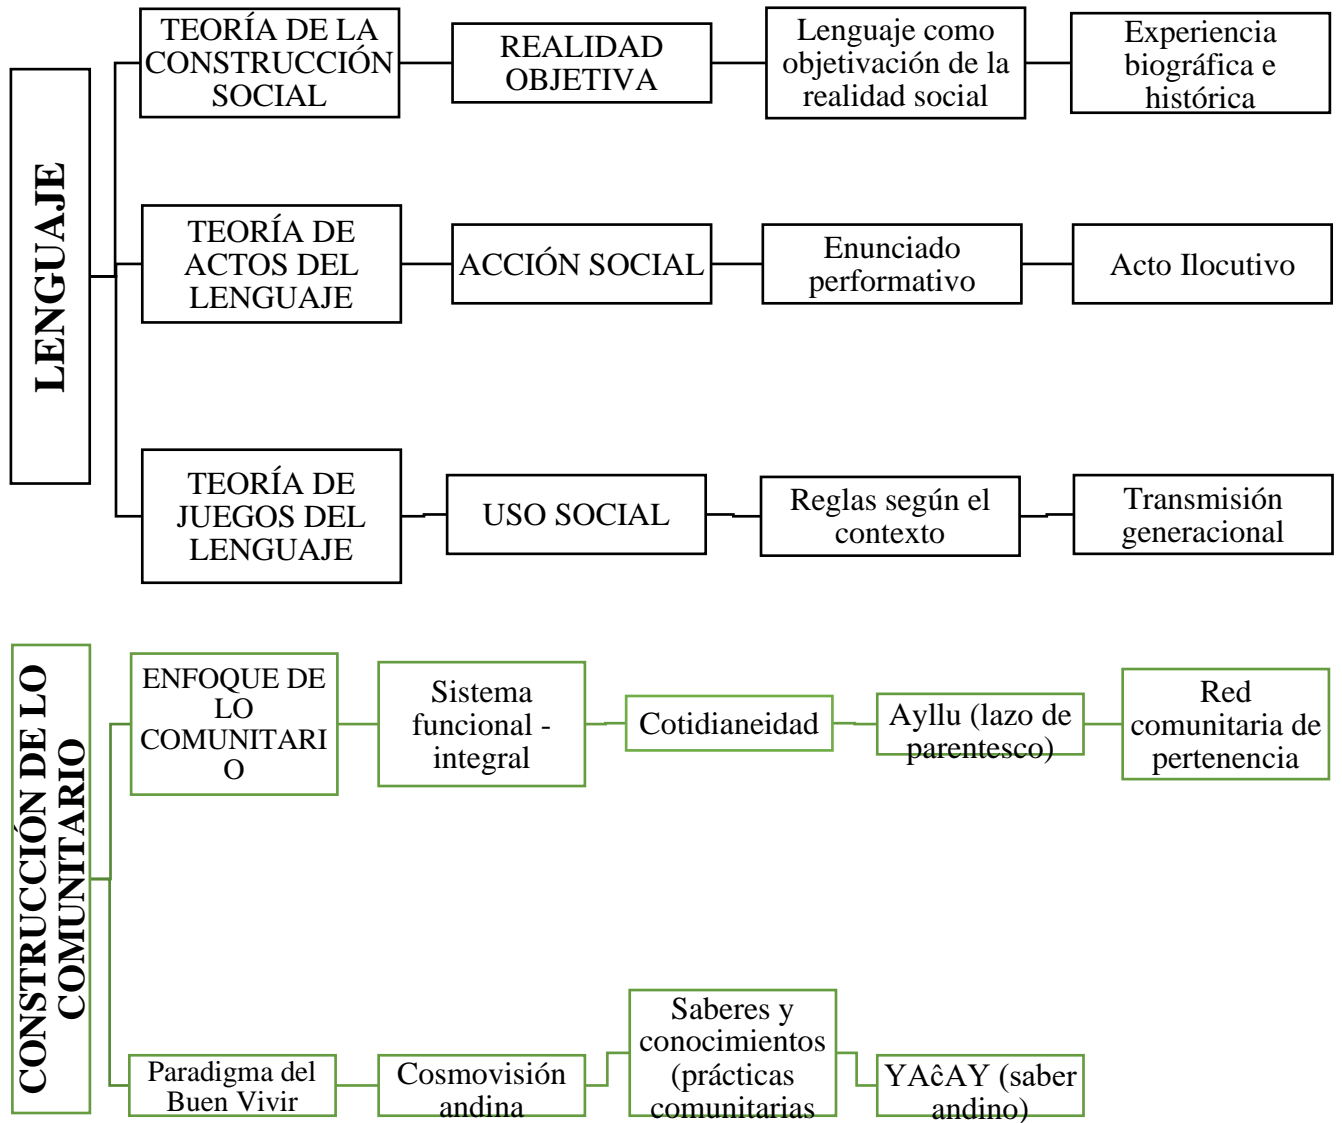 LENGUAJE
TEORÍA DE LA
CONSTRUCCIÓN
SOCIAL
REALIDAD
OBJETIVA
Lenguaje como
objetivación de la
realidad social
Experiencia
biográfica e
histórica
TEORÍA DE
ACTOS DEL
LENGUAJE
ACCIÓN SOCIAL
Enunciado
performativo
Acto Ilocutivo
TEORÍA DE
JUEGOS DEL
LENGUAJE
USO SOCIAL
Reglas según el
contexto
Transmisión
generacional
CONSTRUCCIÓN DE LO
COMUNITARIO
ENFOQUE DE
LO
COMUNITARI
O
Sistema
funcional -
integral
Cotidianeidad
Ayllu (lazo de
parentesco)
Red
comunitaria de
pertenencia
Paradigma del
Buen Vivir
Cosmovisión
andina
Saberes y
conocimientos
(prácticas
comunitarias
YAĉAY (saber
andino)